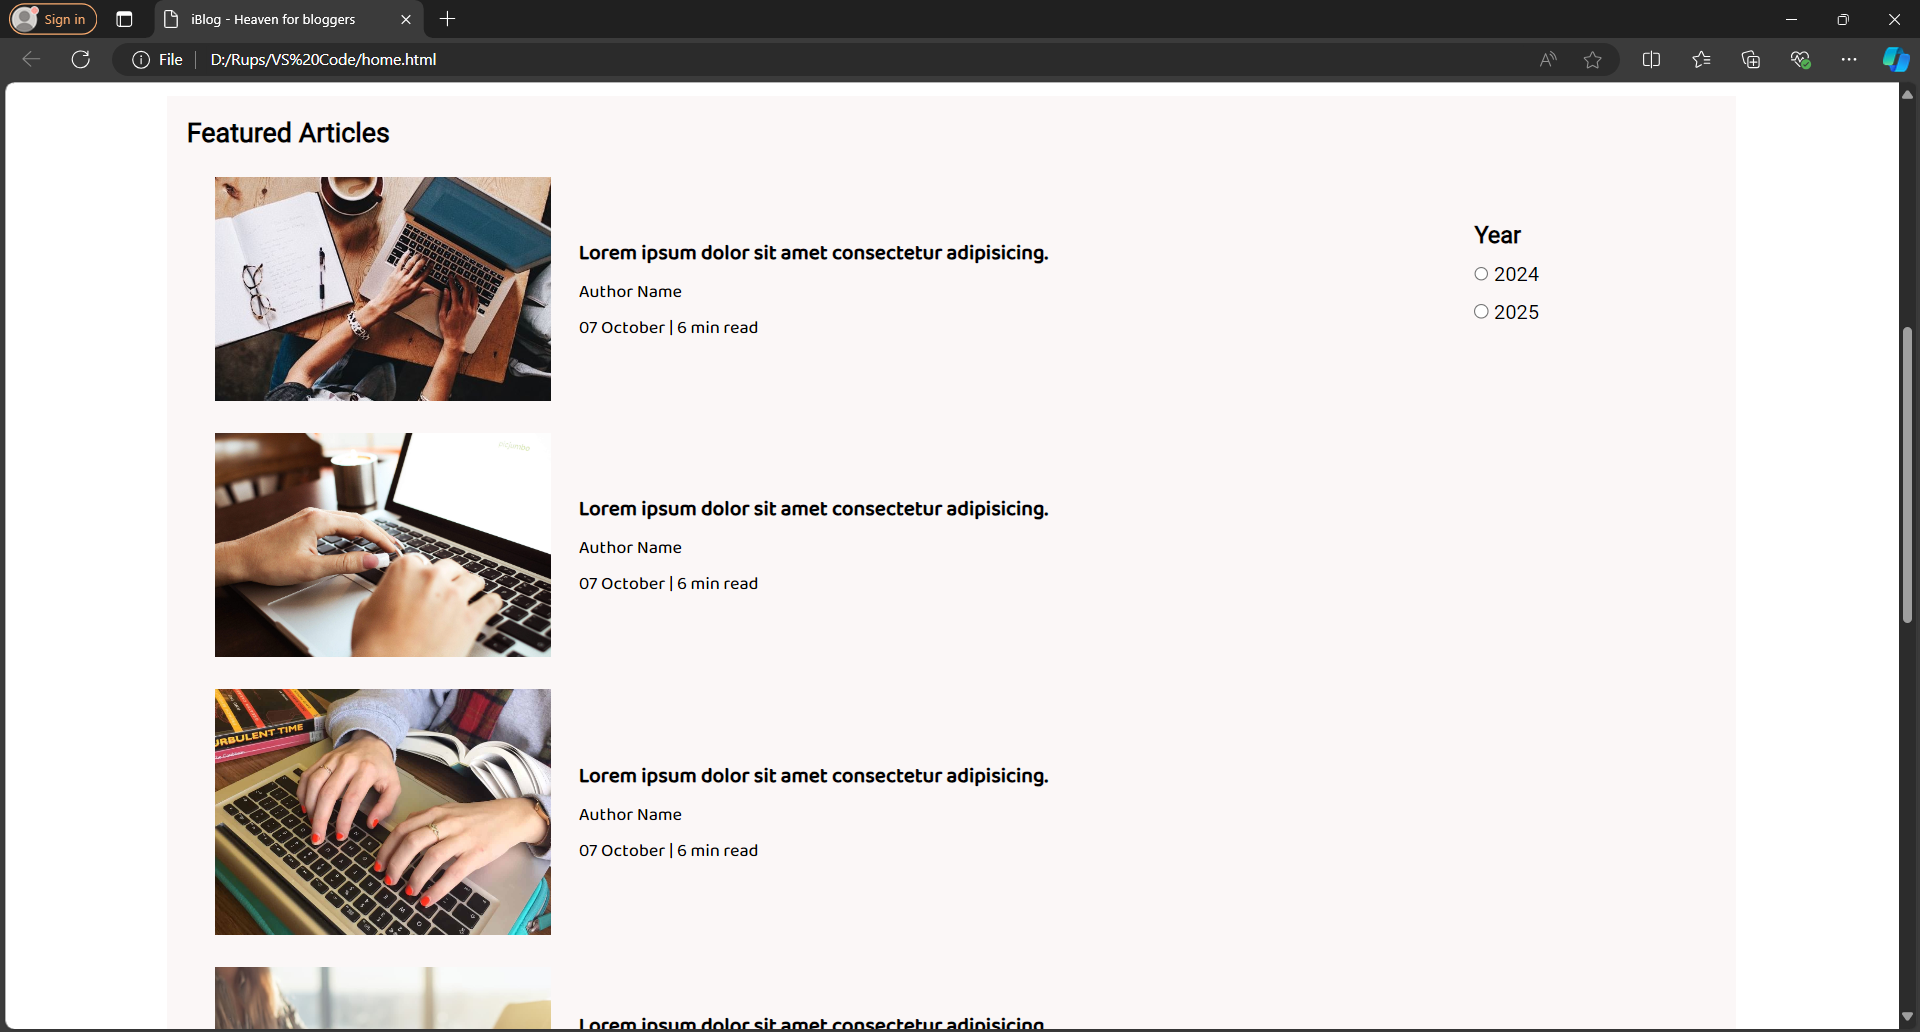 Sign in
iBlog - Heaven for bloggers
File
D:/Rups/VS%20Code/home.html
Featured Articles
Lorem ipsum dolor sit amet consectetur adipisicing.
Author Name
07 October | 6 min read
Year
2024
2025
Lorem ipsum dolor sit amet consectetur adipisicing.
Author Name
07 October | 6 min read
URBULENT TIME
Lorem ipsum dolor sit amet consectetur adipisicing.
Author Name
07 October | 6 min read
Lorem ipsum dolor sit amet consectetur adipisicing.